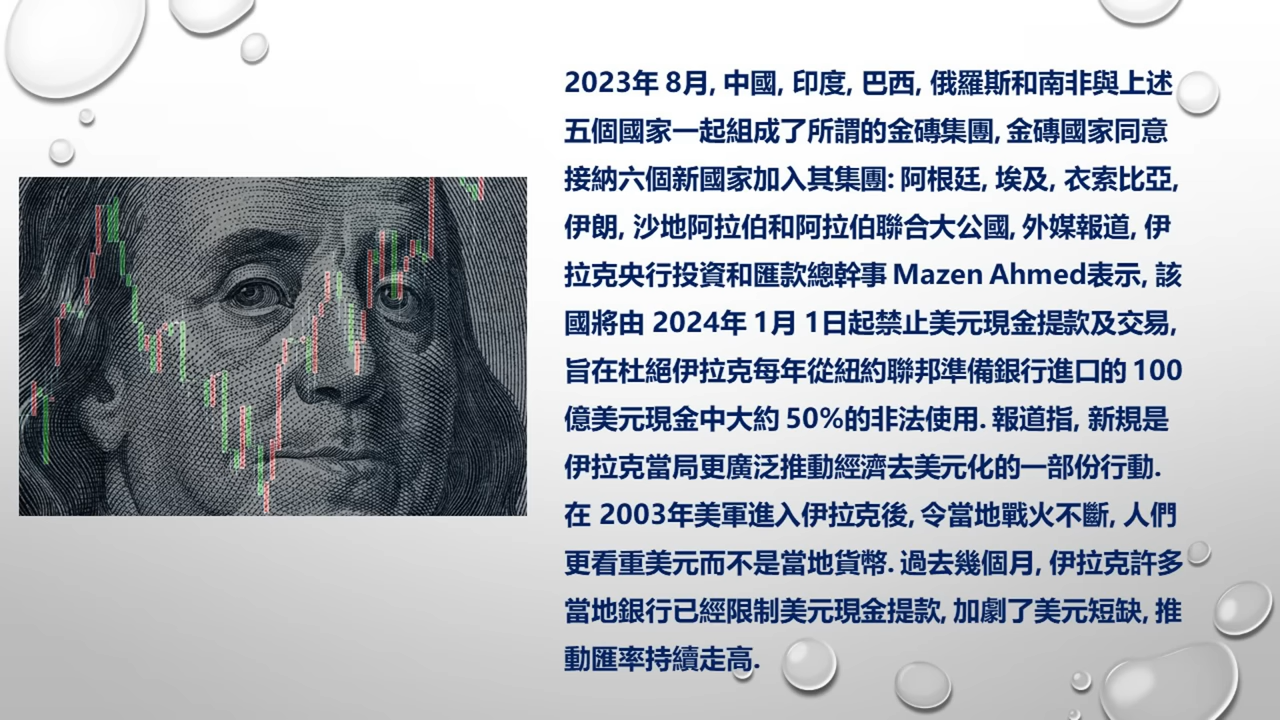 2023年 8月, 中國, 印度, 巴西, 俄羅斯和南非與上述
五個國家一起組成了所謂的金磚集團, 金磚國家同意
接納六個新國家加入其集團: 阿根廷, 埃及, 衣索比亞,
伊朗, 沙地阿拉伯和阿拉伯聯合大公國, 外媒報道, 伊
拉克央行投資和匯款總幹事 Mazen Ahmed表示, 該
國將由 2024年 1月 1日起禁止美元現金提款及交易,
旨在杜絕伊拉克每年從紐約聯邦準備銀行進口的 100
億美元現金中大約 50%的非法使用. 報道指, 新規是
伊拉克當局更廣泛推動經濟去美元化的一部份行動.
在 2003年美軍進入伊拉克後, 令當地戰火不斷, 人們
更看重美元而不是當地貨幣. 過去幾個月, 伊拉克許多
當地銀行已經限制美元現金提款, 加劇了美元短缺, 推
動匯率持續走高.